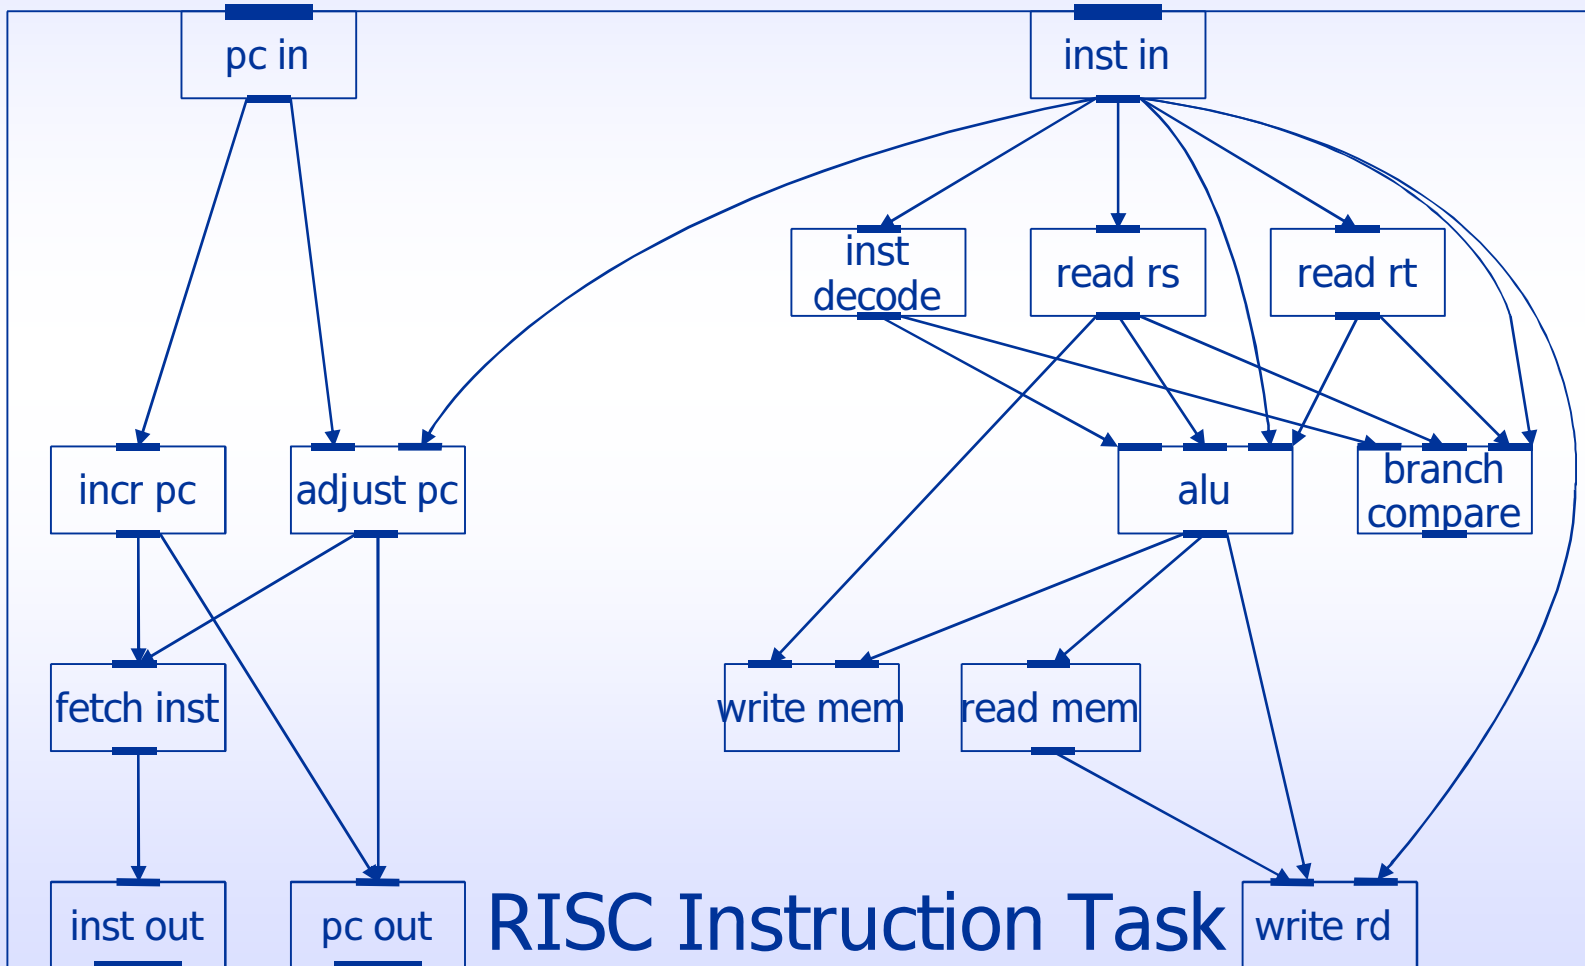 pc in
inst in
inst
decode
read rs
read rt
incr pc
adjust pc
alu
branch
compare
fetch inst
write mem
read mem
inst out
pc out
RISC Instruction Task
write rd